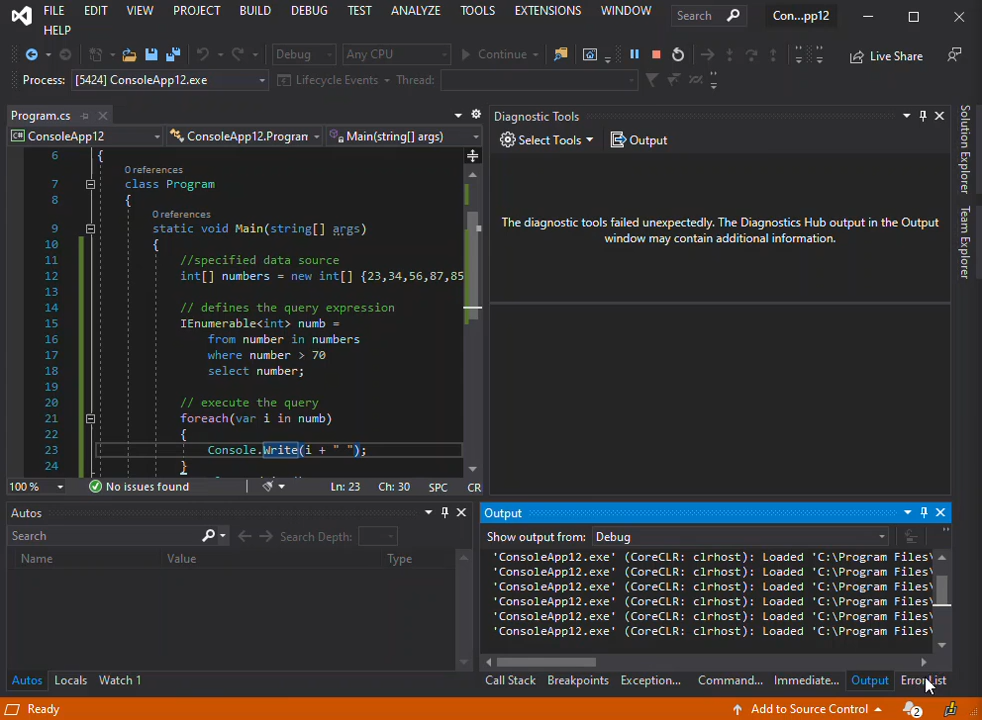 FILE EDIT VIEW PROJECT BUILD DEBUG TEST ANALYZE TOOLS EXTENSIONS WINDOW Search Con...pp12
HELP
Debug Any CPU Continue Live Share
Process: [5424] ConsoleApp12.exe Lifecycle Events Thread:
Program.cs
ConsoleApp12 ConsoleApp12.Program Main(string[] args)
6 {
0 references
7 class Program
8 {
0 references
9 static void Main(string[] args)
10 {
11 //specified data source
12 int[] numbers = new int[] {23,34,56,87,85
13
14 // defines the query expression
15 IEnumerable<int> numb =
16 from number in numbers
17 where number > 70
18 select number;
19
20 // execute the query
21 foreach(var i in numb)
22 {
23 Console.Write(i + " ");
24 }
100 % No issues found Ln: 23 Ch: 30 SPC CR
Diagnostic Tools
Select Tools Output
The diagnostic tools failed unexpectedly. The Diagnostics Hub output in the Output
window may contain additional information.
Solution Explorer
Team Explorer
Autos
Search Search Depth:
Name Value Type
Autos Locals Watch 1
Output
Show output from: Debug
'ConsoleApp12.exe' (CoreCLR: clrhost): Loaded 'C:\Program Files\
'ConsoleApp12.exe' (CoreCLR: clrhost): Loaded 'C:\Program Files\
'ConsoleApp12.exe' (CoreCLR: clrhost): Loaded 'C:\Program Files\
'ConsoleApp12.exe' (CoreCLR: clrhost): Loaded 'C:\Program Files\
'ConsoleApp12.exe' (CoreCLR: clrhost): Loaded 'C:\Program Files\
'ConsoleApp12.exe' (CoreCLR: clrhost): Loaded 'C:\Program Files\
Call Stack Breakpoints Exception... Command... Immediate... Output Error List
Ready Add to Source Control 2